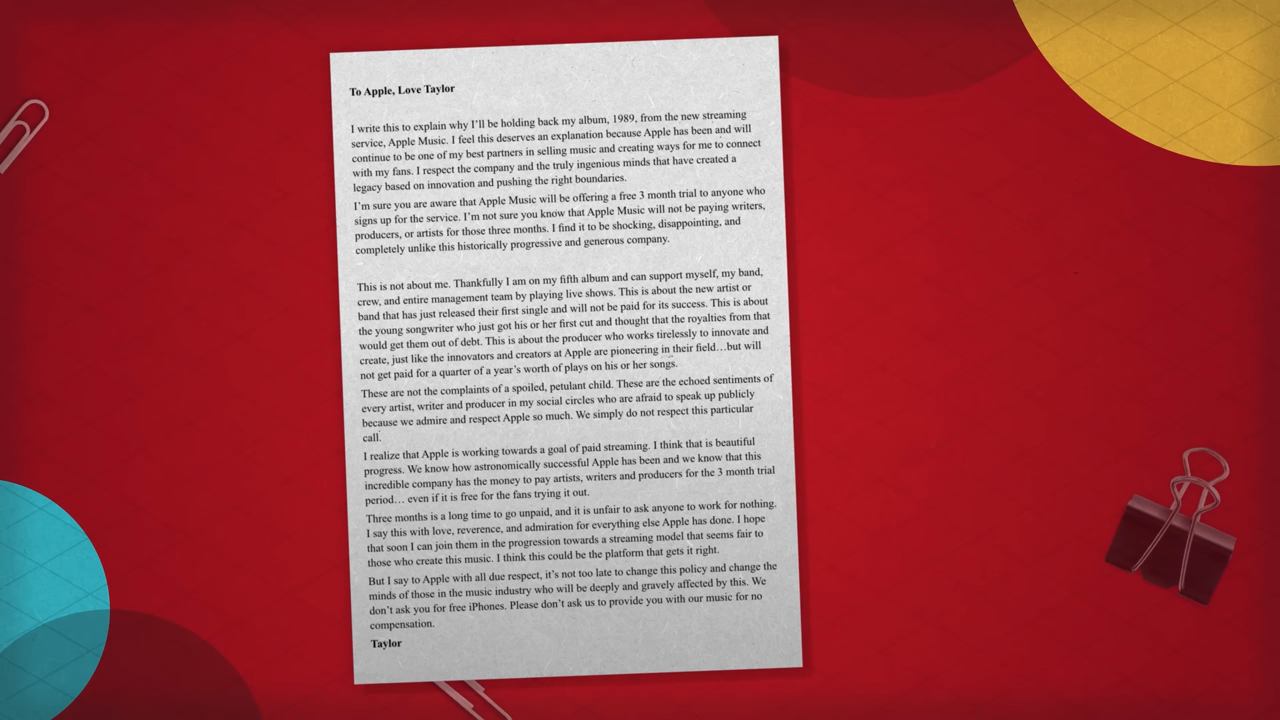 To Apple, Love Taylor
I write this to explain why I'll be holding back my album, 1989, from the new streaming
service, Apple Music. I feel this deserves an explanation because Apple has been and will
continue to be one of my best partners in selling music and creating ways for me to connect
with my fans. I respect the company and the truly ingenious minds that have created a
legacy based on innovation and pushing the right boundaries.
I'm sure you are aware that Apple Music will be offering a free 3 month trial to anyone who
signs up for the service. I'm not sure you know that Apple Music will not be paying writers,
producers, or artists for those three months. I find it to be shocking, disappointing, and
completely unlike this historically progressive and generous company.
This is not about me. Thankfully I am on my fifth album and can support myself, my band,
crew, and entire management team by playing live shows. This is about the new artist or
band that has just released their first single and will not be paid for its success. This is about
the young songwriter who just got his or her first cut and thought that the royalties from that
would get them out of debt. This is about the producer who works tirelessly to innovate and
create, just like the innovators and creators at Apple are pioneering in their field…but will
not get paid for a quarter of a year's worth of plays on his or her songs.
These are not the complaints of a spoiled, petulant child. These are the echoed sentiments of
every artist, writer and producer in my social circles who are afraid to speak up publicly
because we admire and respect Apple so much. We simply do not respect this particular
call.
I realize that Apple is working towards a goal of paid streaming. I think that is beautiful
progress. We know how astronomically successful Apple has been and we know that this
incredible company has the money to pay artists, writers and producers for the 3 month trial
period… even if it is free for the fans trying it out.
Three months is a long time to go unpaid, and it is unfair to ask anyone to work for nothing.
I say this with love, reverence, and admiration for everything else Apple has done. I hope
that soon I can join them in the progression towards a streaming model that seems fair to
those who create this music. I think this could be the platform that gets it right.
But I say to Apple with all due respect, it's not too late to change this policy and change the
minds of those in the music industry who will be deeply and gravely affected by this. We
don't ask you for free iPhones. Please don't ask us to provide you with our music for no
compensation.
Taylor